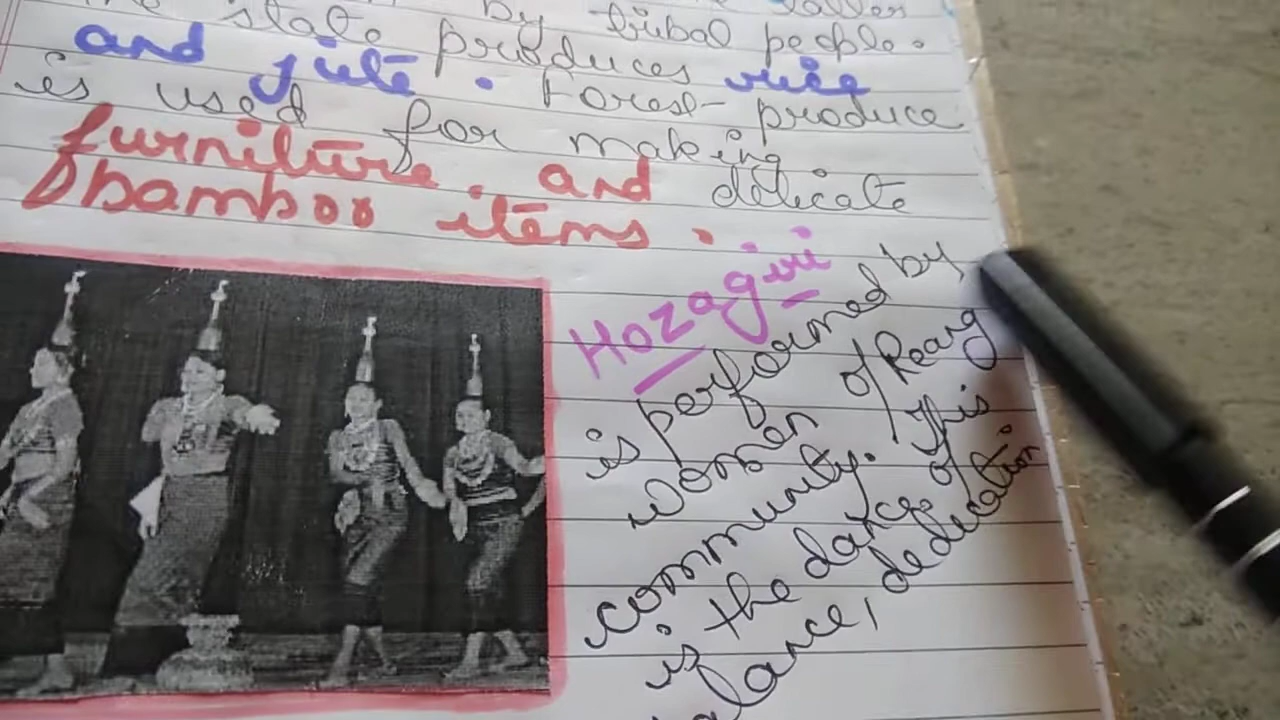 by tribal people.
the state produces rice
and jute. Forest-produce
is used for making
furniture. and delicate
bamboo items.
Hozagiri
is performed by
women of Reang
community. This
is the dance of
balance, dedication